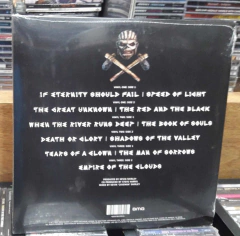 IF ETERNITY SHOULD FAIL | SPEED OF LIGHT
THE GREAT UNKNOWN | THE RED AND THE BLACK
WHEN THE RIVER RUNS DEEP | THE BOOK OF SOULS
DEATH OR GLORY | SHADOWS OF THE VALLEY
TEARS OF A CLOWN | THE MAN OF SORROWS
EMPIRE OF THE CLOUDS
BMG